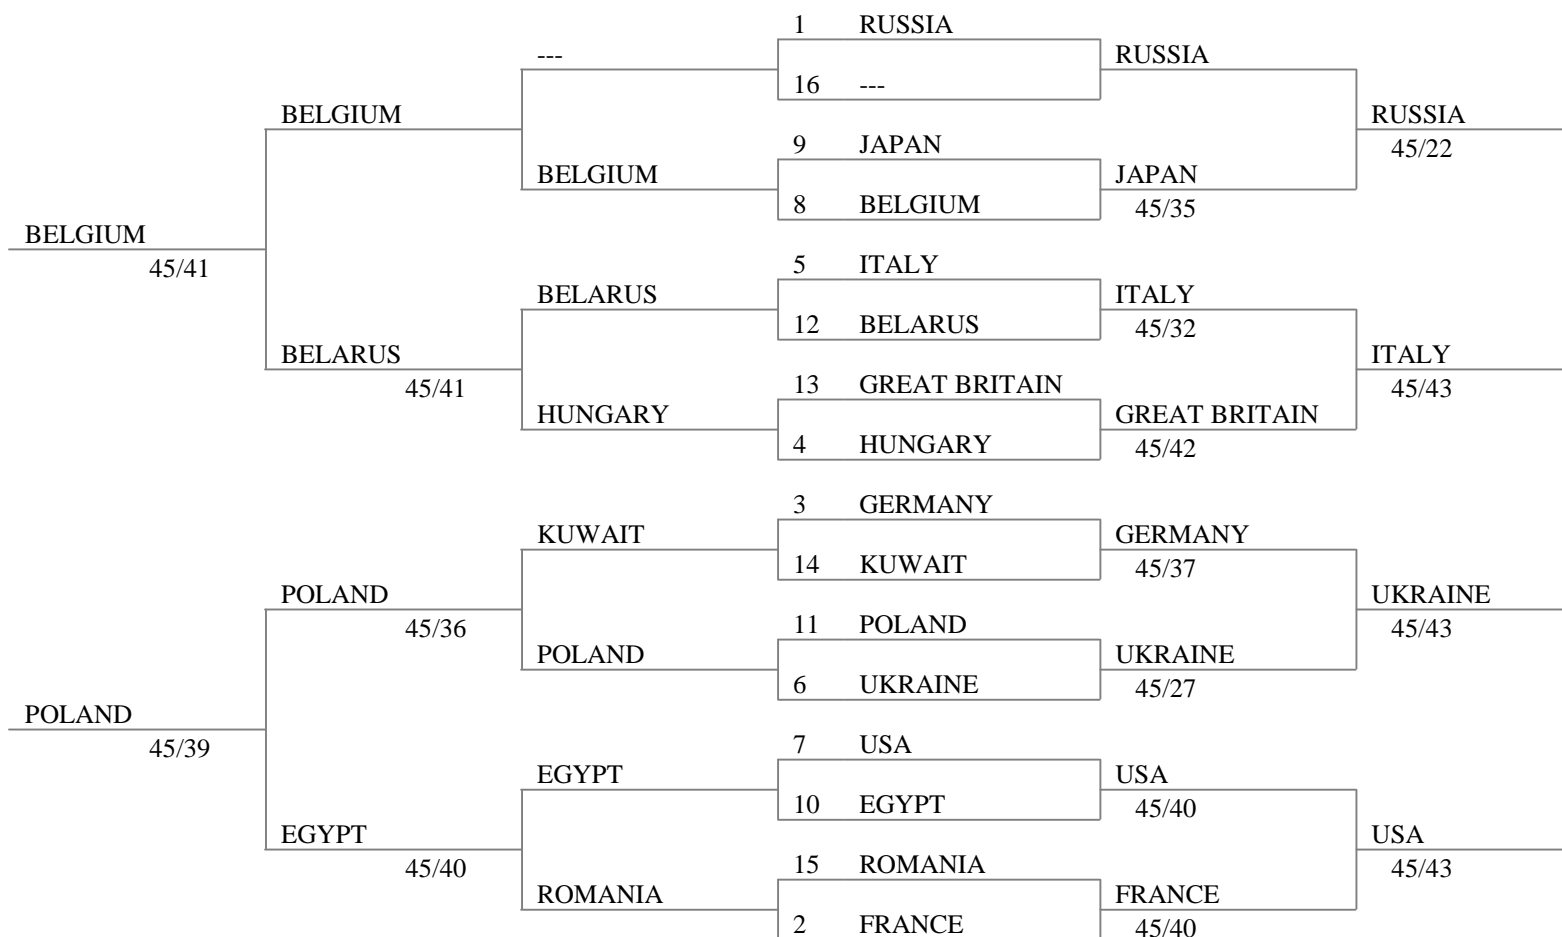 1 RUSSIA
--- RUSSIA
16 ---
BELGIUM RUSSIA
45/22
9 JAPAN
BELGIUM JAPAN
8 BELGIUM 45/35
BELGIUM
45/41
5 ITALY
BELARUS ITALY
12 BELARUS 45/32
BELARUS ITALY
45/41 45/43
13 GREAT BRITAIN
HUNGARY GREAT BRITAIN
4 HUNGARY 45/42
3 GERMANY
KUWAIT GERMANY
14 KUWAIT 45/37
POLAND UKRAINE
45/36 45/43
11 POLAND
POLAND UKRAINE
6 UKRAINE 45/27
POLAND
45/39
7 USA
EGYPT USA
10 EGYPT 45/40
EGYPT USA
45/40 45/43
15 ROMANIA
ROMANIA FRANCE
2 FRANCE 45/40